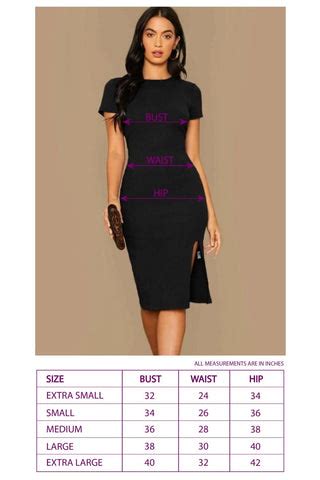 BUST
WAIST
HIP
ALL MEASUREMENTS ARE IN INCHES
SIZE BUST WAIST HIP
EXTRA SMALL 32 24 34
SMALL 34 26 36
MEDIUM 36 28 38
LARGE 38 30 40
EXTRA LARGE 40 32 42